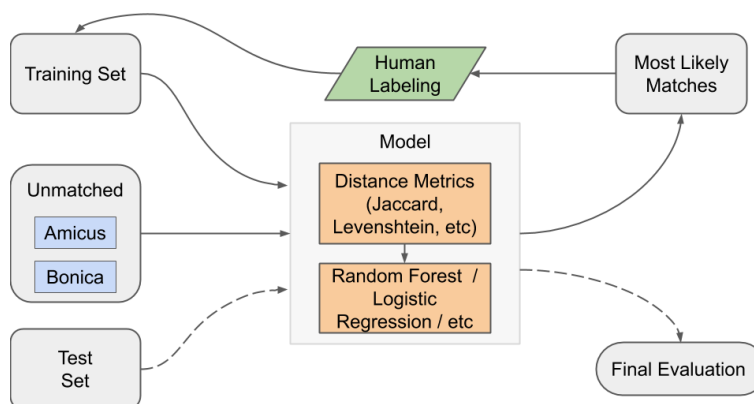 Training Set
Human
Labeling
Most Likely
Matches
Model
Unmatched
Amicus
Bonica
Distance Metrics
(Jaccard,
Levenshtein, etc)
Random Forest /
Logistic
Regression / etc
Test
Set
Final Evaluation